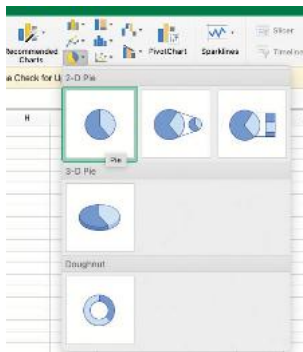 Slicer
Recommended
Charts
PivotChart
Sparklines
Timeline
e Check for U
2-D Pie
H
Pie
3-D Pie
Doughnut